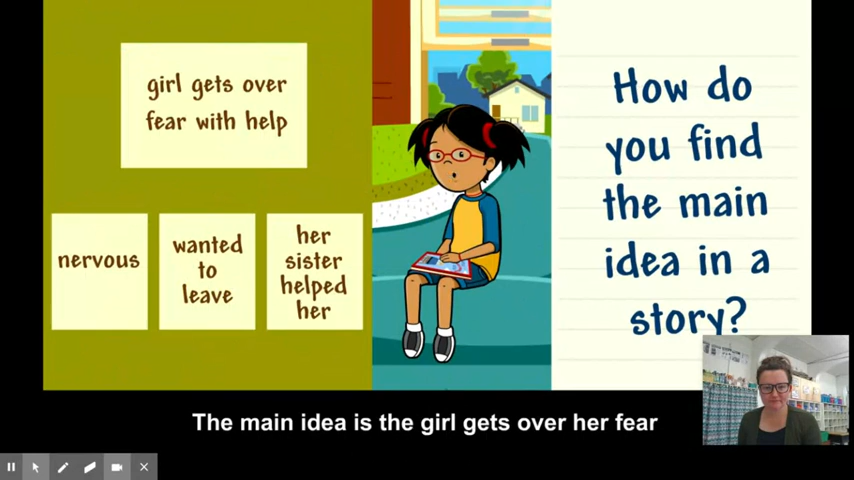 girl gets over
fear with help
nervous
wanted
to
leave
her
sister
helped
her
How do
you find
the main
idea in a
story?
The main idea is the girl gets over her fear